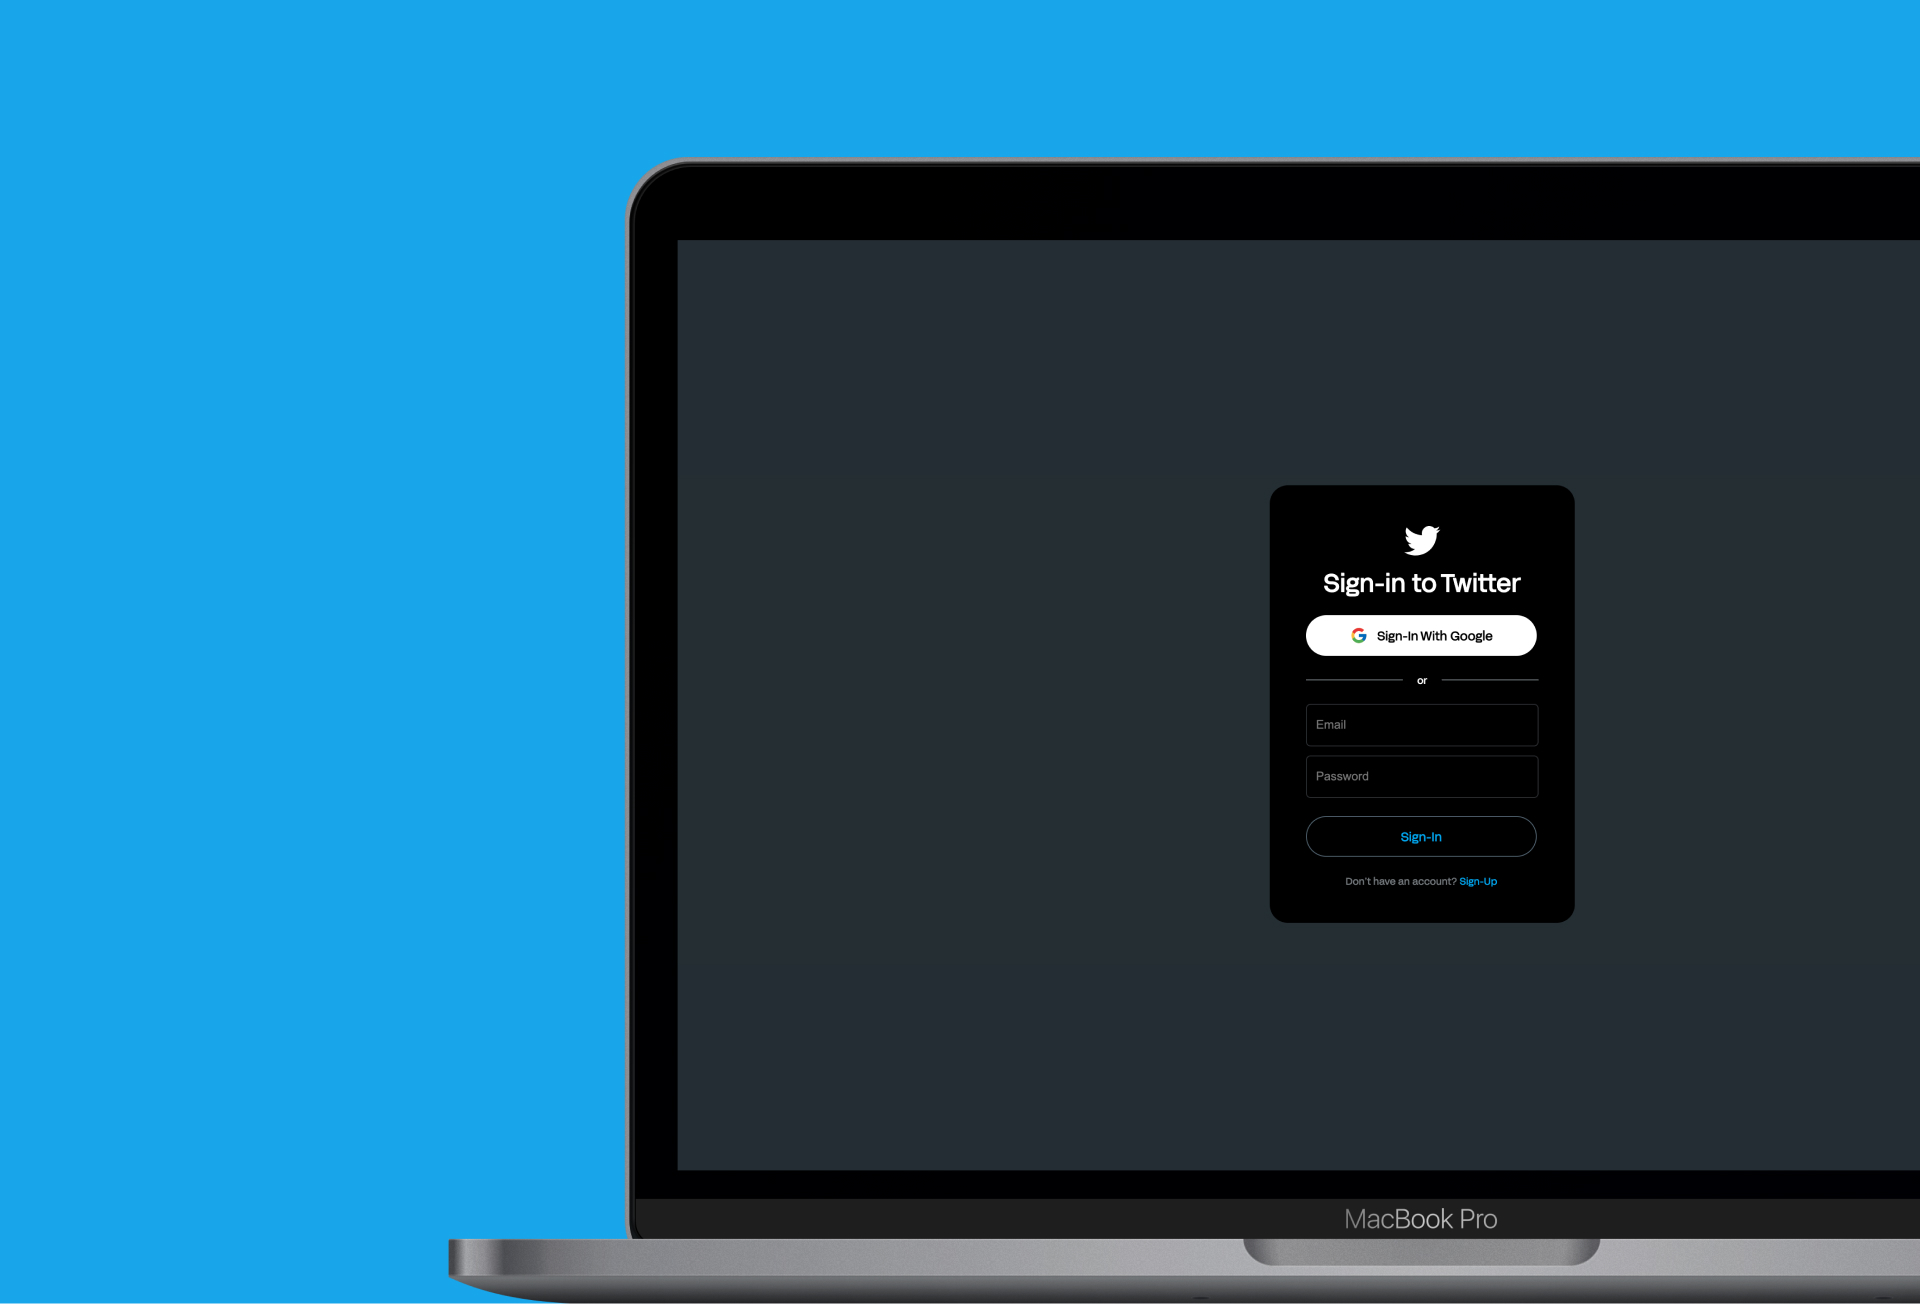 Sign-in to Twitter
Sign-In With Google
or
Email
Password
Sign-In
Don't have an account? Sign-Up
MacBook Pro